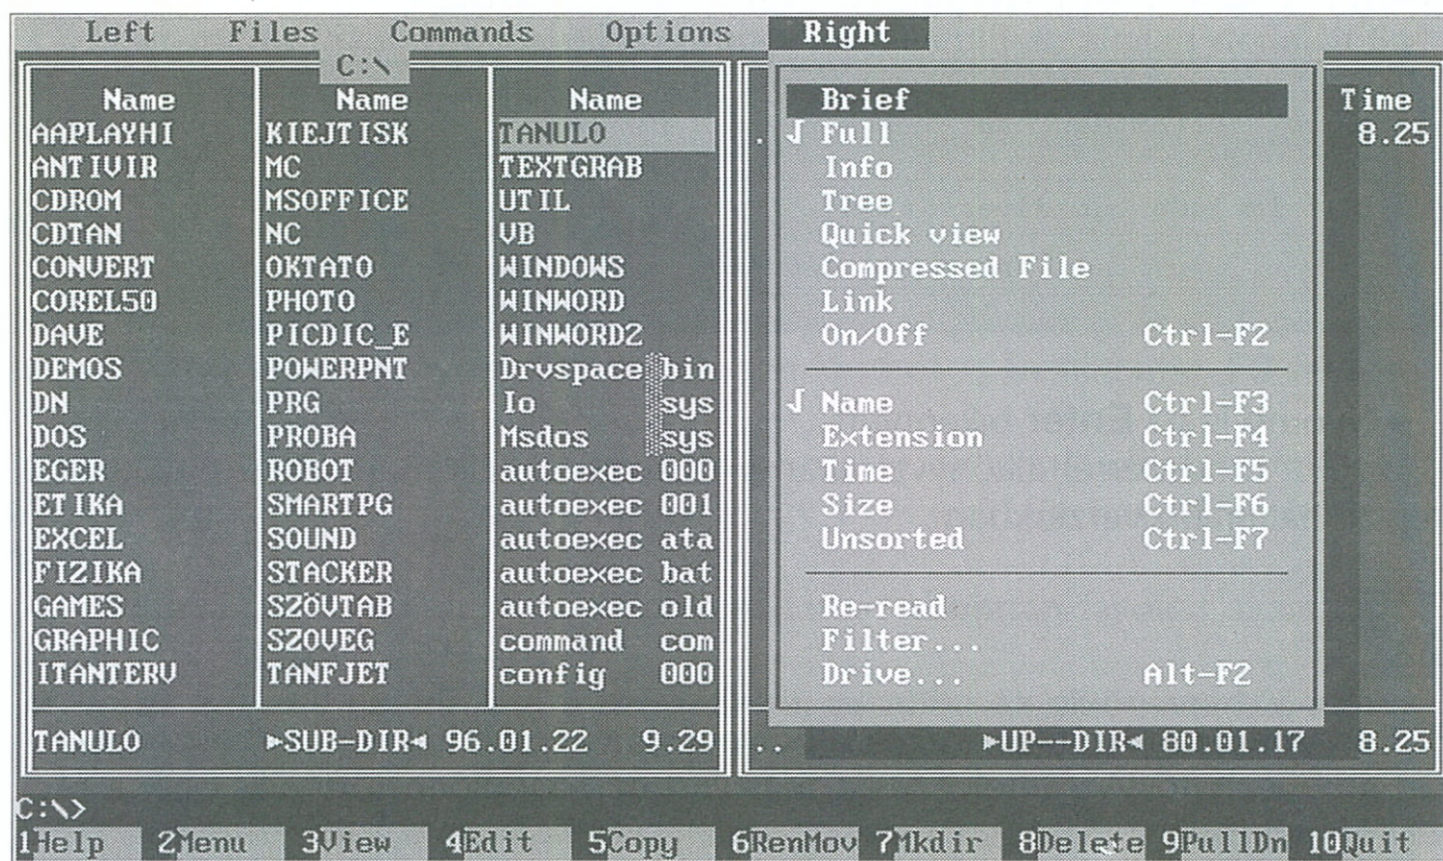 Left Files Commands Options Right
C:\
Name Name Name
AAPLAYHI KIEJTISK TANULO
ANTIVIR MC TEXTGRAB
CDROM MSOFFICE UTIL
CDTAN NC VB
CONVERT OKTATO WINDOWS
COREL50 PHOTO WINWORD
DAVE PICDIC_E WINWORD2
DEMOS POWERPNT Drvspace bin
DN PRG Io sys
DOS PROBA Msdos sys
EGER ROBOT autoexec 000
ETIKA SMARTPG autoexec 001
EXCEL SOUND autoexec ata
FIZIKA STACKER autoexec bat
GAMES SZÖVTAB autoexec old
GRAPHIC SZOVEG command com
ITANTERV TANFJET config 000
TANULO ►SUB-DIR◄ 96.01.22 9.29
Brief
√ Full
Info
Tree
Quick view
Compressed File
Link
On/Off Ctrl-F2
√ Name Ctrl-F3
Extension Ctrl-F4
Time Ctrl-F5
Size Ctrl-F6
Unsorted Ctrl-F7
Re-read
Filter...
Drive... Alt-F2
Time
8.25
.. ►UP--DIR◄ 80.01.17 8.25
C:\>
1Help 2Menu 3View 4Edit 5Copy 6RenMov 7Mkdir 8Delete 9PullDn 10Quit